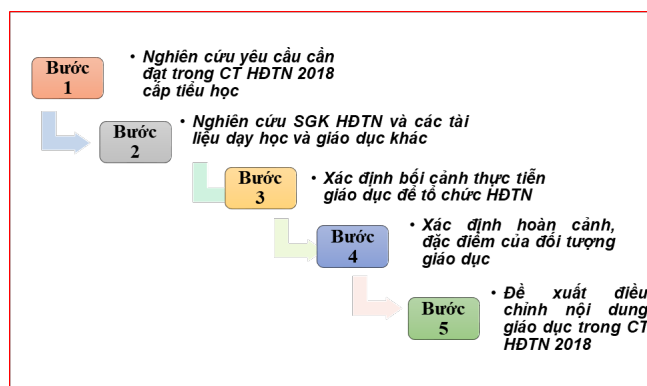 Bước
1
• Nghiên cứu yêu cầu cần
đạt trong CT HĐTN 2018
cấp tiểu học
Bước
2
• Nghiên cứu SGK HĐTN và các tài
liệu dạy học và giáo dục khác
Bước
3
• Xác định bối cảnh thực tiễn
giáo dục để tổ chức HĐTN
Bước
4
• Xác định hoàn cảnh,
đặc điểm của đối tượng
giáo dục
Bước
5
• Đề xuất điều
chỉnh nội dung
giáo dục trong CT
HĐTN 2018